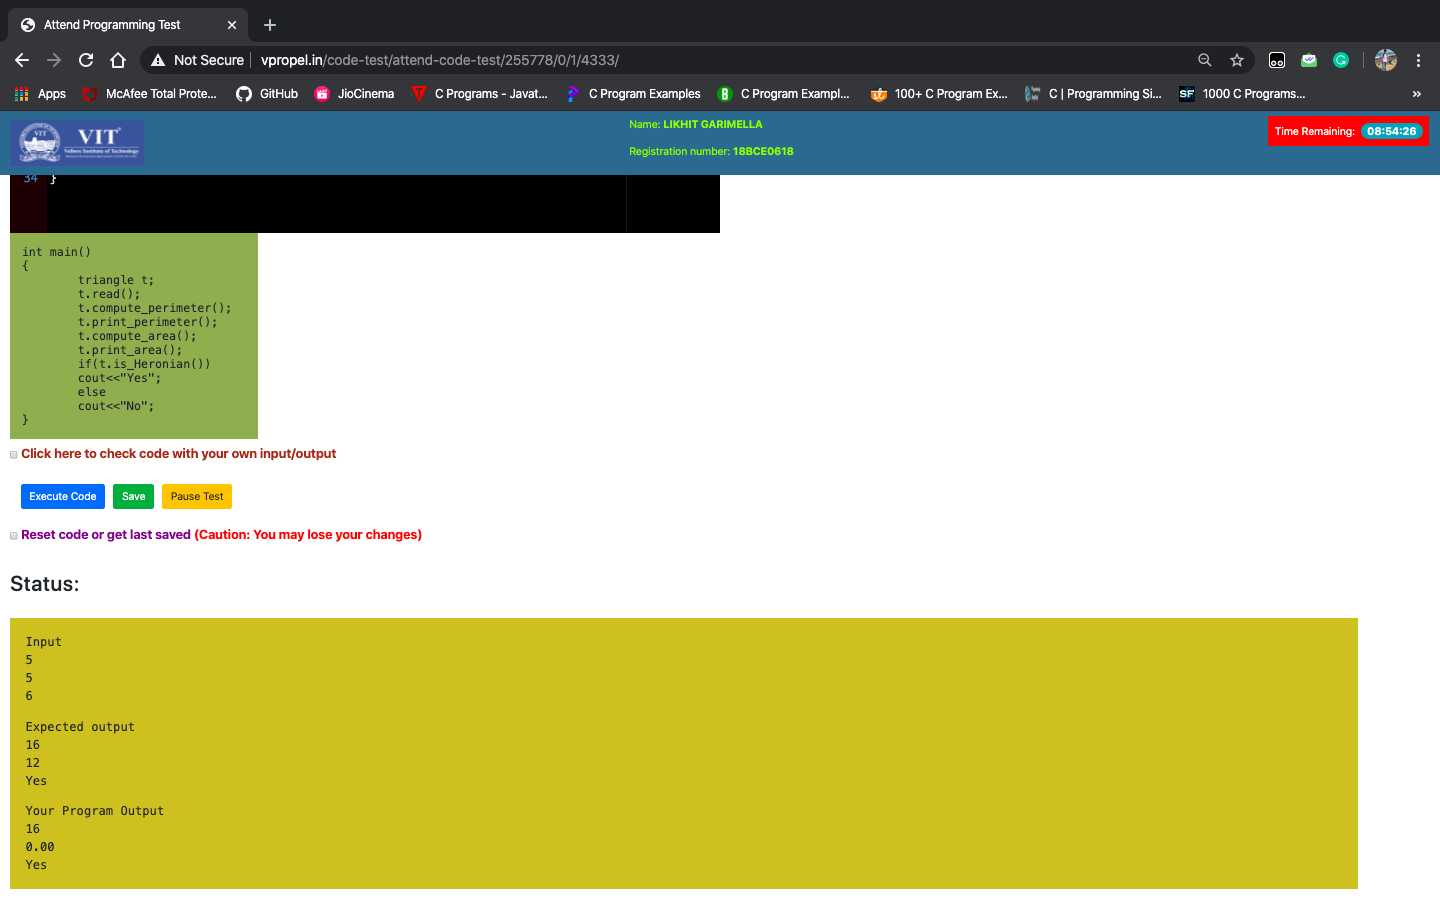 Attend Programming Test
Not Secure | vpropel.in/code-test/attend-code-test/255778/0/1/4333/
Apps McAfee Total Prote... GitHub JioCinema C Programs - Javat... C Program Examples C Program Exampl... 100+ C Program Ex... C | Programming Si... SF 1000 C Programs... »
VIT
VIT
Vellore Institute of Technology
Name: LIKHIT GARIMELLA
Registration number: 18BCE0618
Time Remaining: 08:54:26
34 }
int main()
{
triangle t;
t.read();
t.compute_perimeter();
t.print_perimeter();
t.compute_area();
t.print_area();
if(t.is_Heronian())
cout<<"Yes";
else
cout<<"No";
}
Click here to check code with your own input/output
Execute Code Save Pause Test
Reset code or get last saved (Caution: You may lose your changes)
Status:
Input
5
5
6
Expected output
16
12
Yes
Your Program Output
16
0.00
Yes